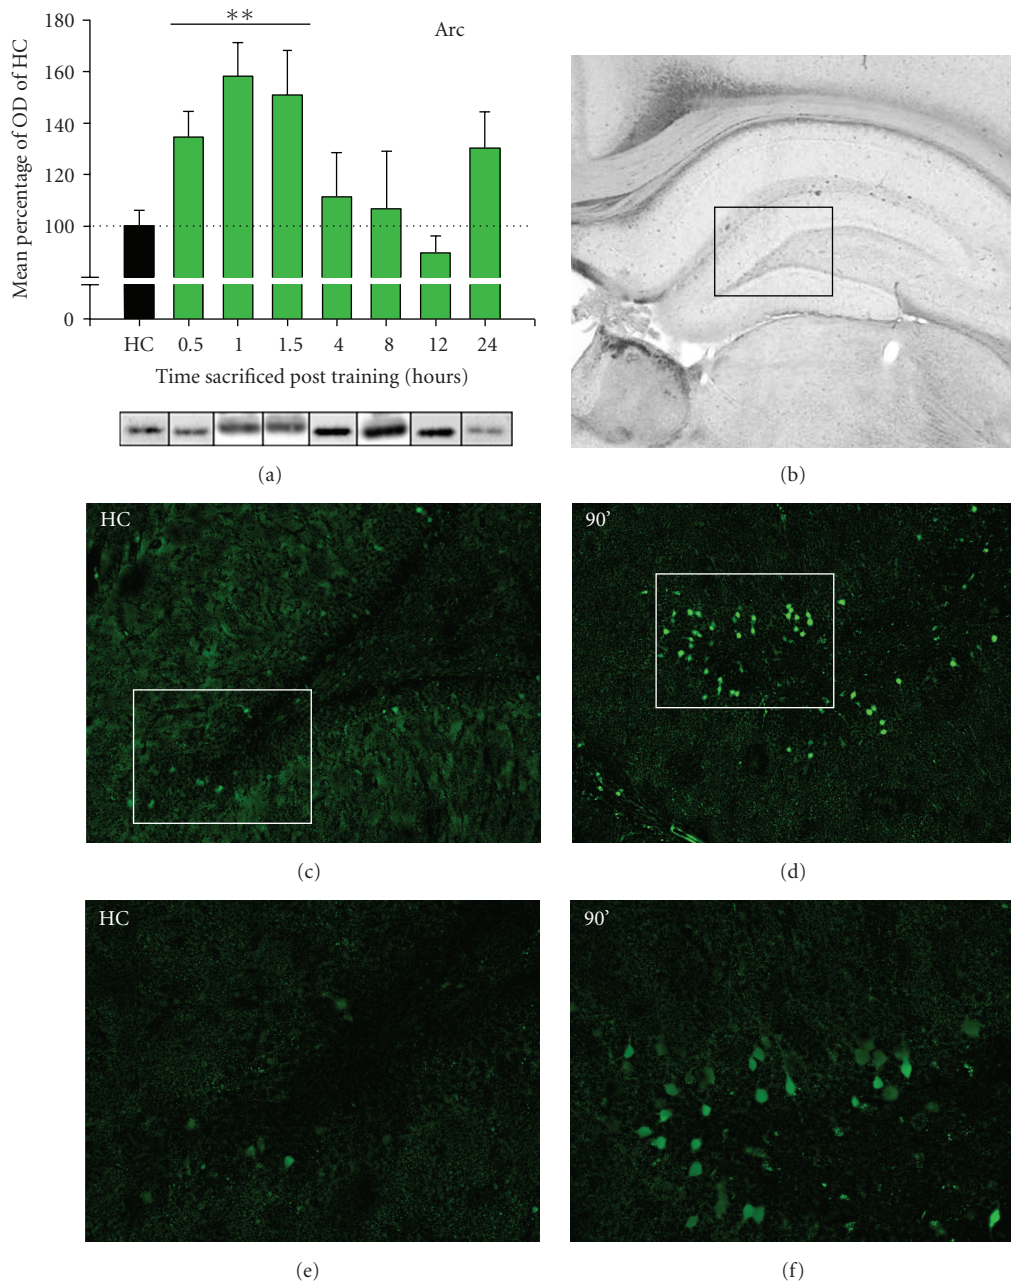 180
**
Arc
160
140
120
100
0
Mean percentage of OD of HC
HC 0.5 1 1.5 4 8 12 24
Time sacrificed post training (hours)
(a)
(b)
HC
90’
(c)
(d)
HC
90’
(e)
(f)